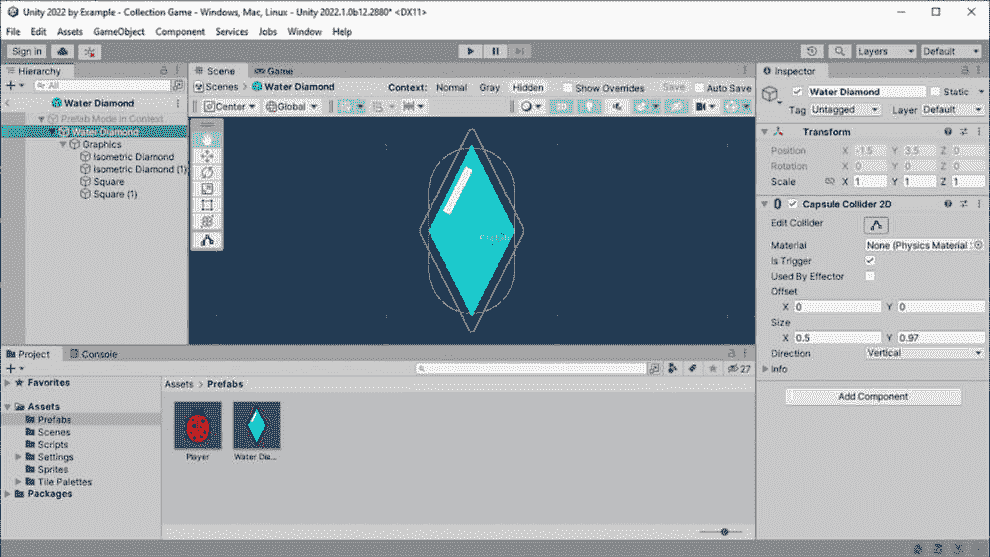 Unity 2022 by Example - Collection Game - Windows, Mac, Linux - Unity 2022.1.0b12.2880* <DX11>
File Edit Assets GameObject Component Services Jobs Window Help
Sign in Layers Default
Hierarchy
All
Water Diamond
Prefab Mode in Context
Water Diamond
Graphics
Isometric Diamond
Isometric Diamond (1)
Square
Square (1)
Scene Game
Scenes > Water Diamond Context: Normal Gray Hidden Show Overrides Save Auto Save
Center Global 2D
Inspector
Water Diamond Static
Tag Untagged Layer Default
Transform
Position X -1.5 Y 3.5 Z 0
Rotation X 0 Y 0 Z 0
Scale X 1 Y 1 Z 1
Capsule Collider 2D
Edit Collider
Material None (Physics Material
Is Trigger
Used By Effector
Offset
X 0 Y 0
Size
X 0.5 Y 0.97
Direction Vertical
Info
Add Component
Project Console
27
Favorites
Assets
Prefabs
Scenes
Scripts
Settings
Sprites
Tile Palettes
Packages
Assets > Prefabs
Player Water Dia...